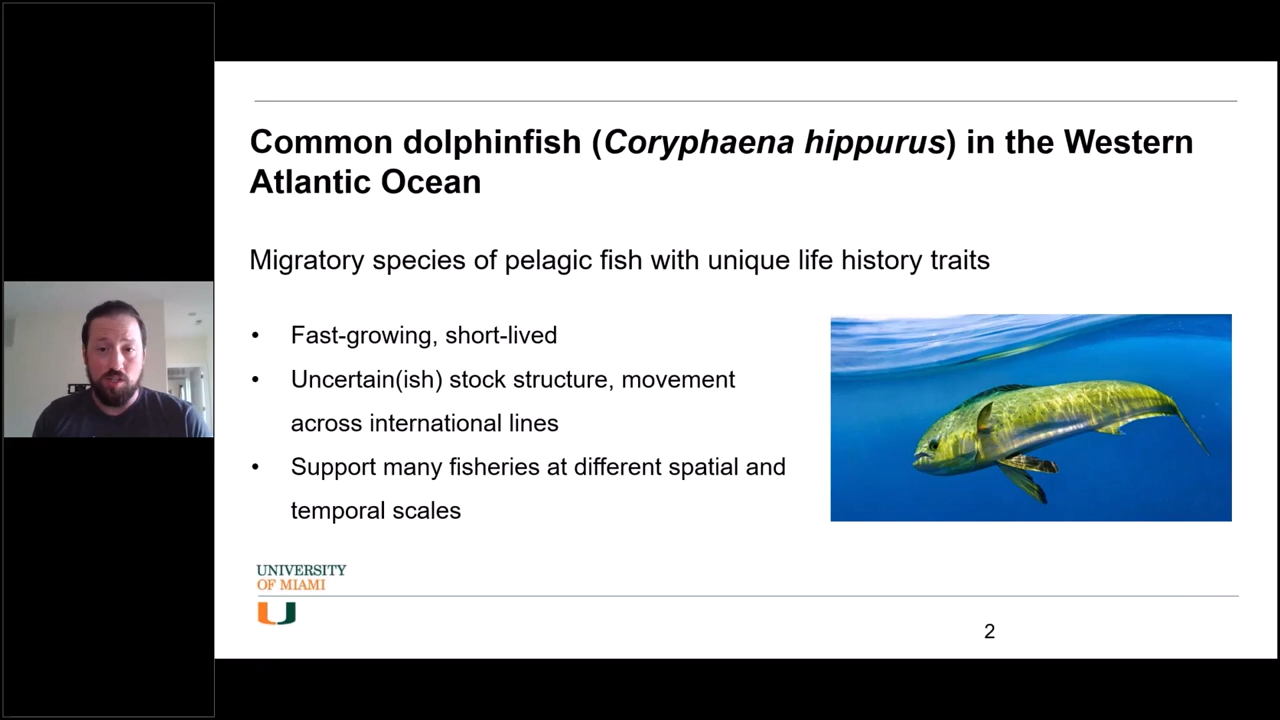 Common dolphinfish (Coryphaena hippurus) in the Western
Atlantic Ocean
Migratory species of pelagic fish with unique life history traits
• Fast-growing, short-lived
• Uncertain(ish) stock structure, movement
across international lines
• Support many fisheries at different spatial and
temporal scales
UNIVERSITY
OF MIAMI
2